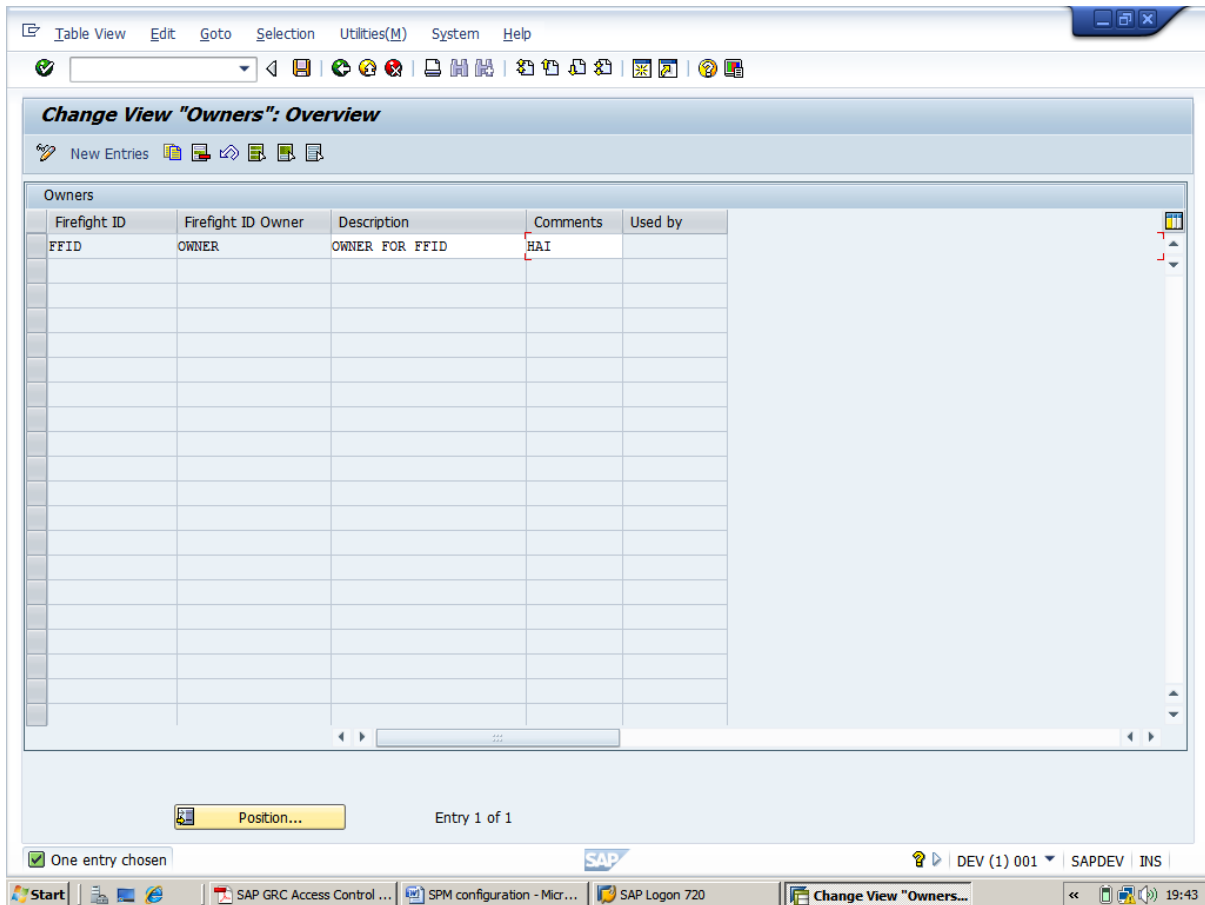 Table View Edit Goto Selection Utilities(M) System Help
Change View "Owners": Overview
New Entries
Owners
Firefight ID Firefight ID Owner Description Comments Used by
FFID OWNER OWNER FOR FFID HAI
Position... Entry 1 of 1
One entry chosen SAP DEV (1) 001 SAPDEV INS
Start SAP GRC Access Control ... SPM configuration - Micr... SAP Logon 720 Change View "Owners... « 19:43